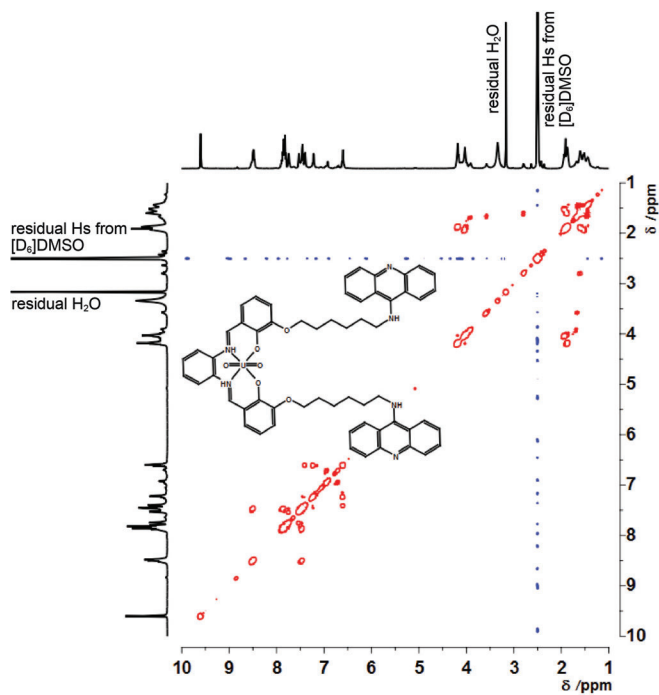 residual H₂O
residual Hs from
[D₆]DMSO
residual Hs from
[D₆]DMSO
residual H₂O
1
2
3
4
5
6
7
8
9
10
δ /ppm
10 9 8 7 6 5 4 3 2 1
δ /ppm
N
NH
O
O
NH
O U O
HN
O
O
NH
N